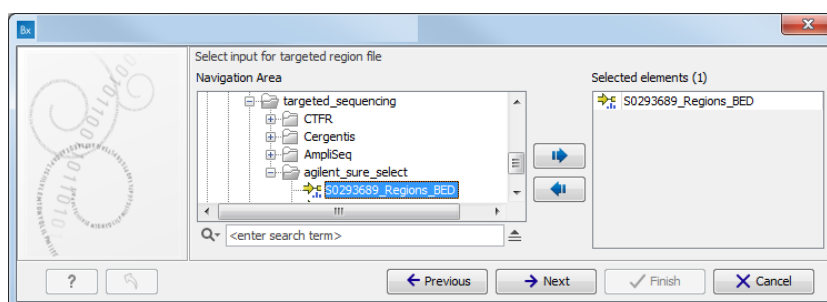 Bx
Select input for targeted region file
Navigation Area
targeted_sequencing
CTFR
Cergentis
AmpliSeq
agilent_sure_select
S0293689_Regions_BED
<enter search term>
Selected elements (1)
S0293689_Regions_BED
?
Previous
Next
Finish
Cancel